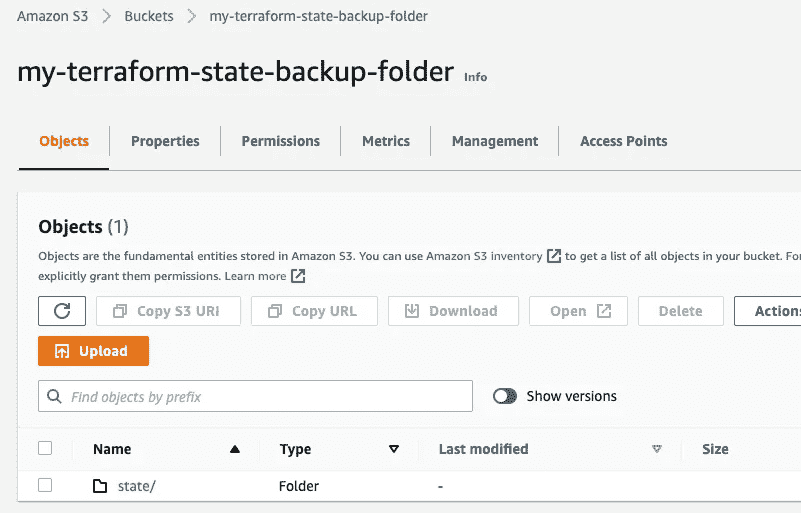 Amazon S3 > Buckets > my-terraform-state-backup-folder
my-terraform-state-backup-folder Info
Objects Properties Permissions Metrics Management Access Points
Objects (1)
Objects are the fundamental entities stored in Amazon S3. You can use Amazon S3 inventory to get a list of all objects in your bucket. For
explicitly grant them permissions. Learn more
Copy S3 URI Copy URL Download Open Delete Actions
Upload
Find objects by prefix Show versions
Name Type Last modified Size
state/ Folder -